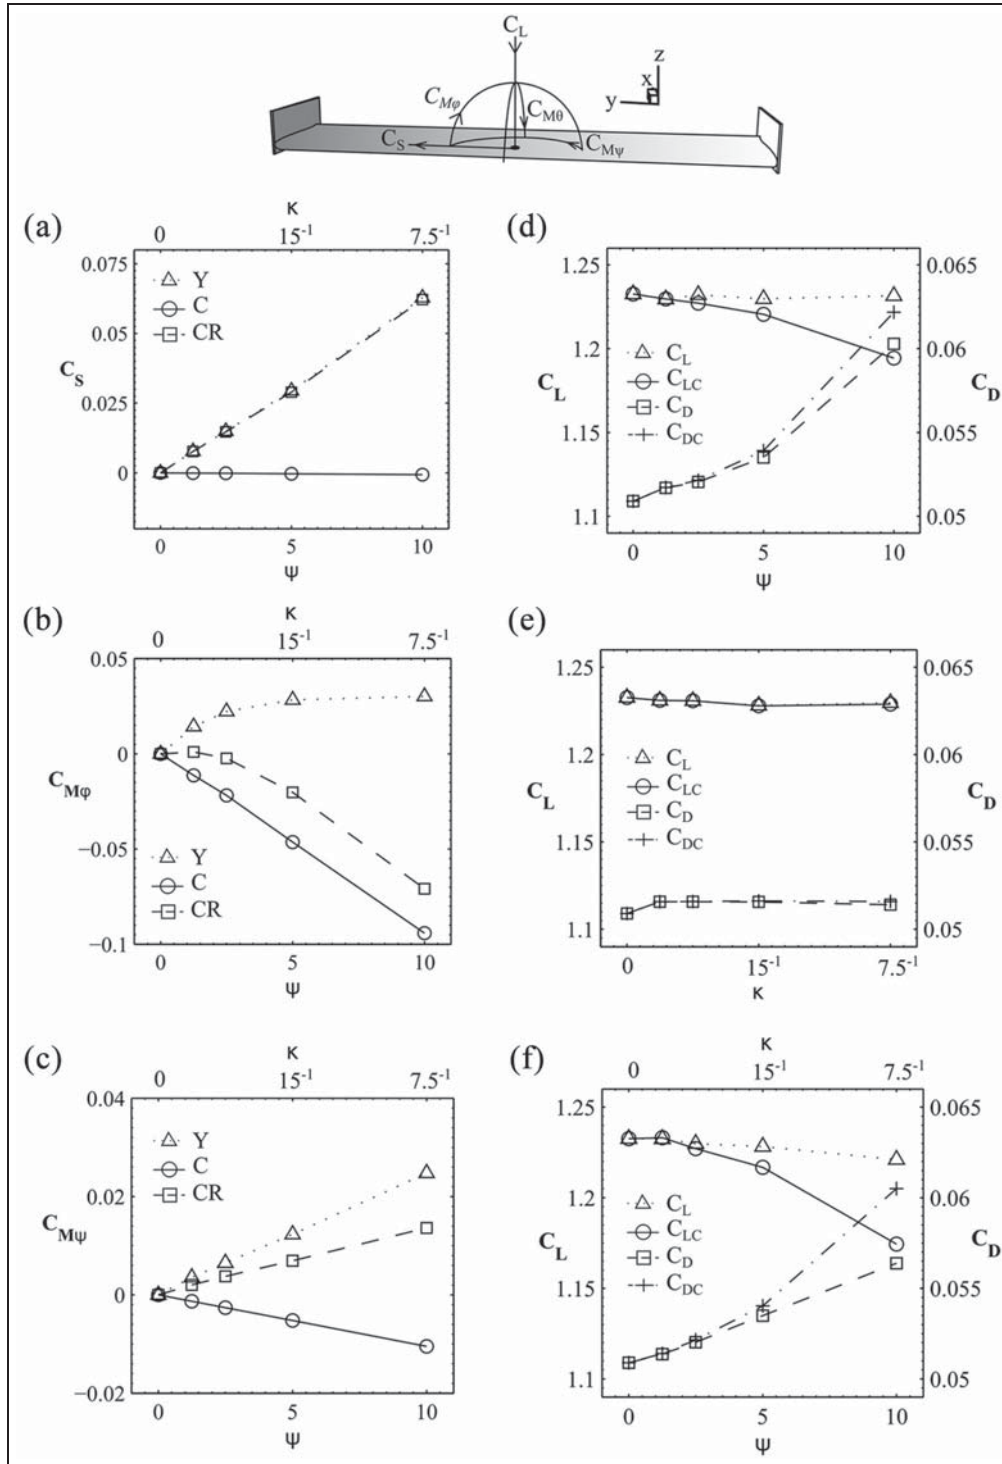 C_L
z
x
y
C_Mφ
C_Mθ
C_S
C_Mψ
(a)
κ
0 15⁻¹ 7.5⁻¹
0.075
0.05
0.025
0
C_S
Y
C
CR
0 5 10
ψ
(d)
1.25
1.2
1.15
1.1
C_L
C_L
C_LC
C_D
C_DC
0.065
0.06
0.055
0.05
C_D
0 5 10
ψ
(b)
κ
0 15⁻¹ 7.5⁻¹
0.05
0
−0.05
−0.1
C_Mφ
Y
C
CR
0 5 10
ψ
(e)
1.25
1.2
1.15
1.1
C_L
C_L
C_LC
C_D
C_DC
0.065
0.06
0.055
0.05
C_D
0 15⁻¹ 7.5⁻¹
κ
(c)
κ
0 15⁻¹ 7.5⁻¹
0.04
0.02
0
−0.02
C_Mψ
Y
C
CR
0 5 10
ψ
(f)
κ
0 15⁻¹ 7.5⁻¹
1.25
1.2
1.15
1.1
C_L
C_L
C_LC
C_D
C_DC
0.065
0.06
0.055
0.05
C_D
0 5 10
ψ